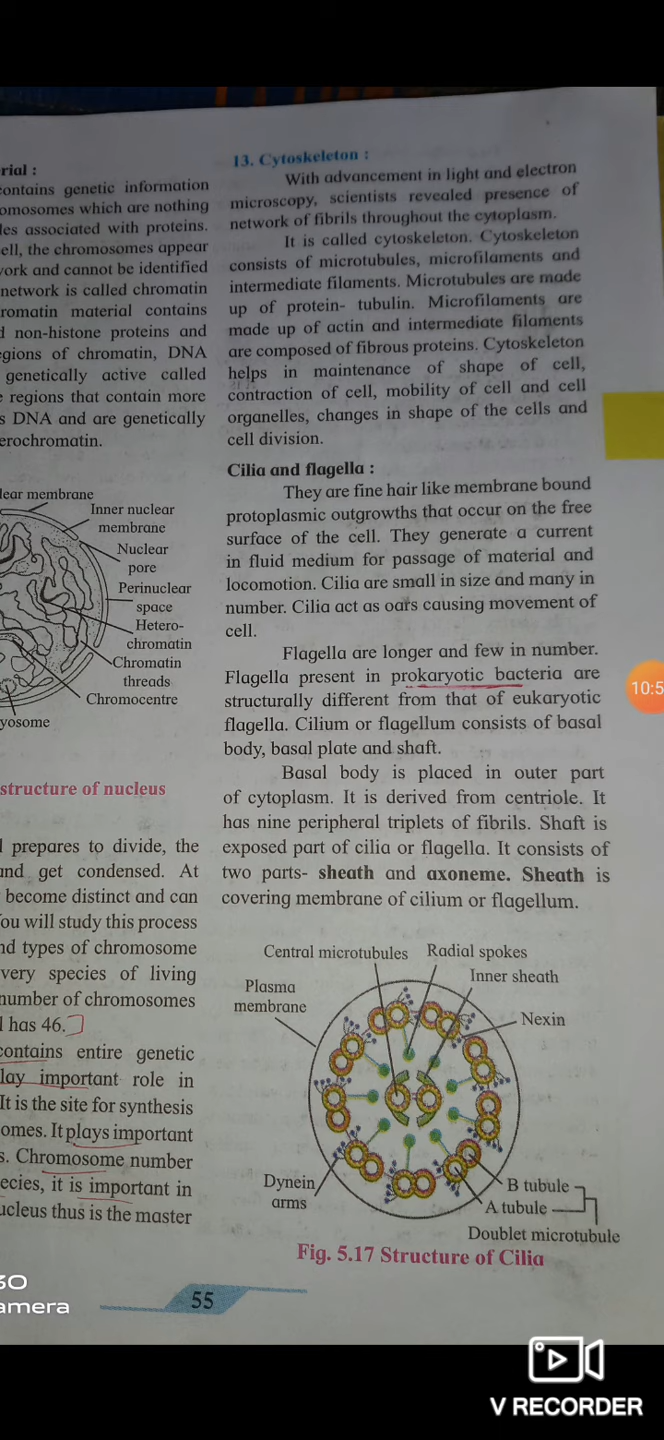 rial :
contains genetic information
omosomes which are nothing
les associated with proteins.
ell, the chromosomes appear
work and cannot be identified
network is called chromatin
romatin material contains
d non-histone proteins and
egions of chromatin, DNA
genetically active called
e regions that contain more
s DNA and are genetically
erochromatin.
lear membrane
Inner nuclear
membrane
Nuclear
pore
Perinuclear
space
Hetero-
chromatin
Chromatin
threads
Chromocentre
yosome
structure of nucleus
l prepares to divide, the
and get condensed. At
become distinct and can
You will study this process
nd types of chromosome
very species of living
number of chromosomes
l has 46.
contains entire genetic
lay important role in
It is the site for synthesis
omes. It plays important
s. Chromosome number
ecies, it is important in
ucleus thus is the master
13. Cytoskeleton :
With advancement in light and electron
microscopy, scientists revealed presence of
network of fibrils throughout the cytoplasm.
It is called cytoskeleton. Cytoskeleton
consists of microtubules, microfilaments and
intermediate filaments. Microtubules are made
up of protein- tubulin. Microfilaments are
made up of actin and intermediate filaments
are composed of fibrous proteins. Cytoskeleton
helps in maintenance of shape of cell,
contraction of cell, mobility of cell and cell
organelles, changes in shape of the cells and
cell division.
Cilia and flagella :
They are fine hair like membrane bound
protoplasmic outgrowths that occur on the free
surface of the cell. They generate a current
in fluid medium for passage of material and
locomotion. Cilia are small in size and many in
number. Cilia act as oars causing movement of
cell.
Flagella are longer and few in number.
Flagella present in prokaryotic bacteria are
structurally different from that of eukaryotic
flagella. Cilium or flagellum consists of basal
body, basal plate and shaft.
Basal body is placed in outer part
of cytoplasm. It is derived from centriole. It
has nine peripheral triplets of fibrils. Shaft is
exposed part of cilia or flagella. It consists of
two parts- sheath and axoneme. Sheath is
covering membrane of cilium or flagellum.
Central microtubules
Radial spokes
Inner sheath
Plasma
membrane
Nexin
Dynein
arms
B tubule
A tubule
Doublet microtubule
Fig. 5.17 Structure of Cilia
55
30
amera
10:5
V RECORDER